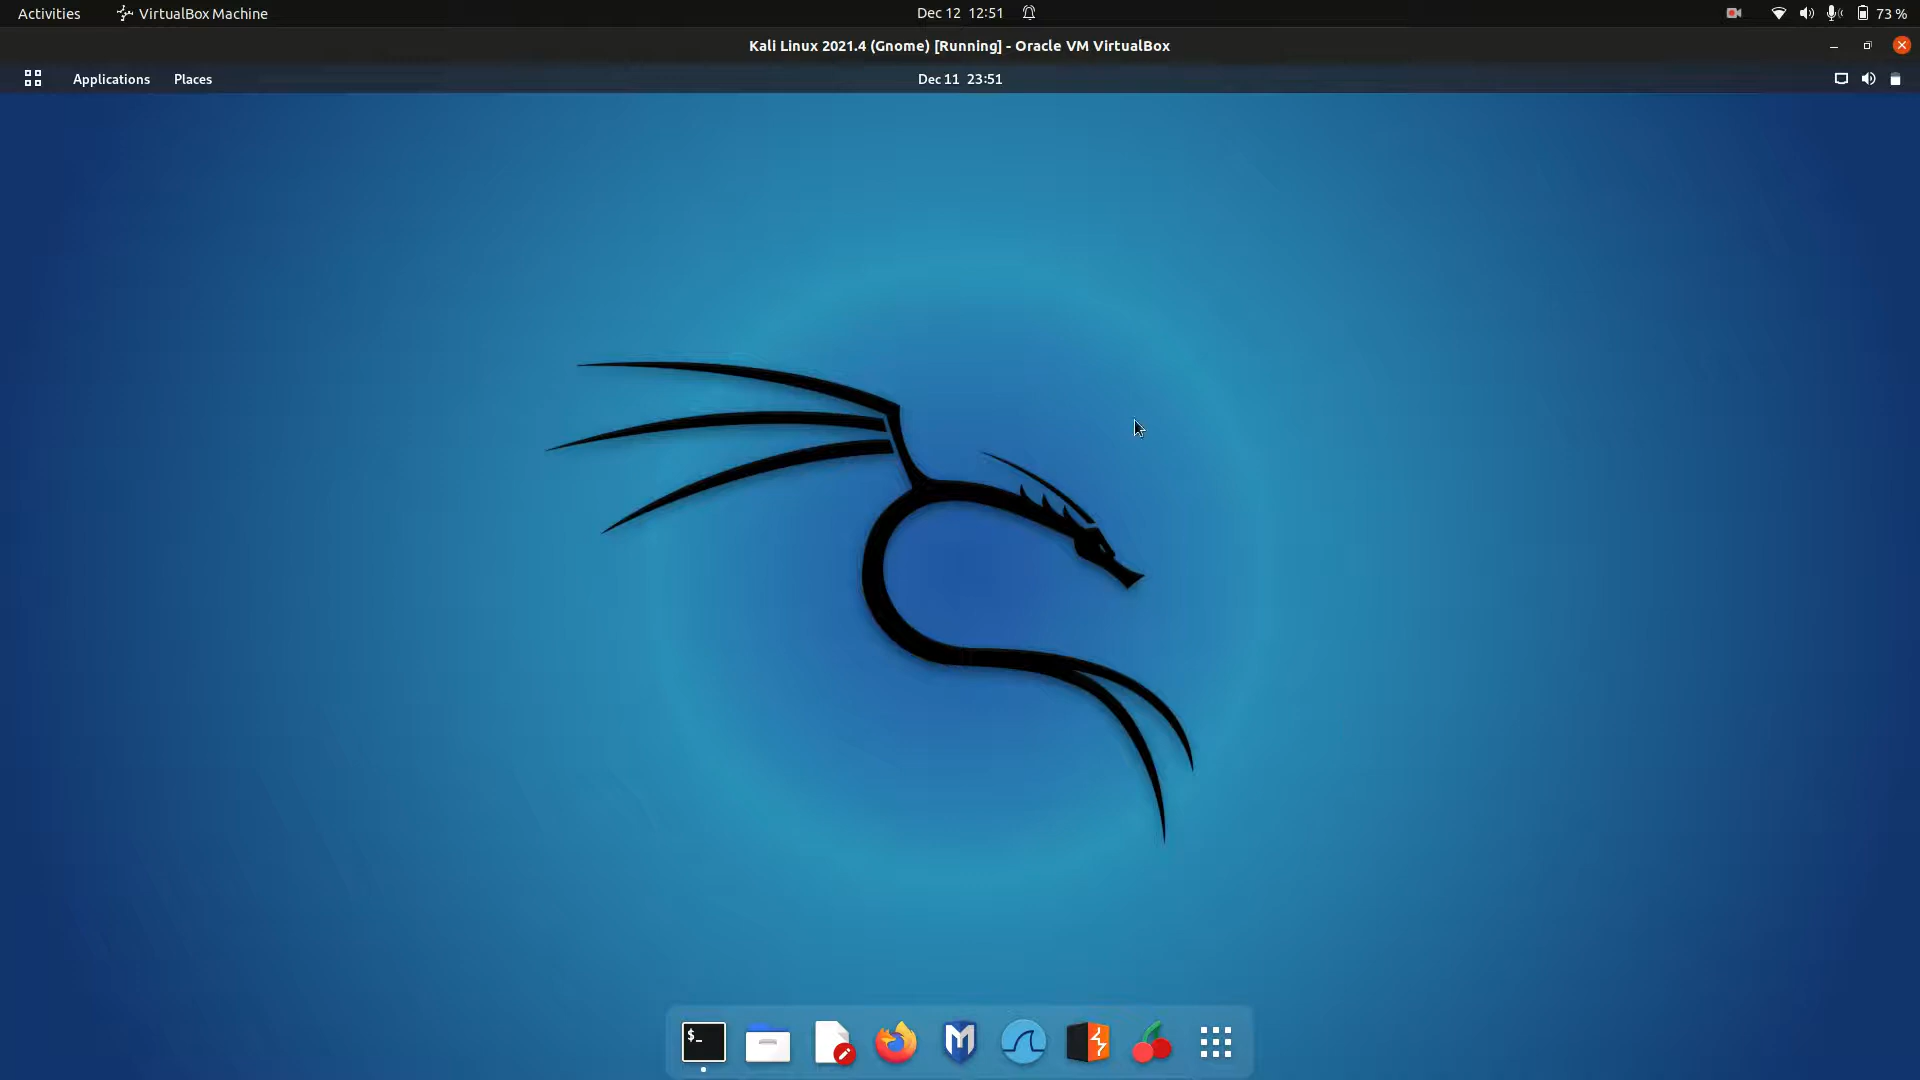 Activities VirtualBox Machine Dec 12 12:51 73 %
Kali Linux 2021.4 (Gnome) [Running] - Oracle VM VirtualBox
Applications Places Dec 11 23:51
$_